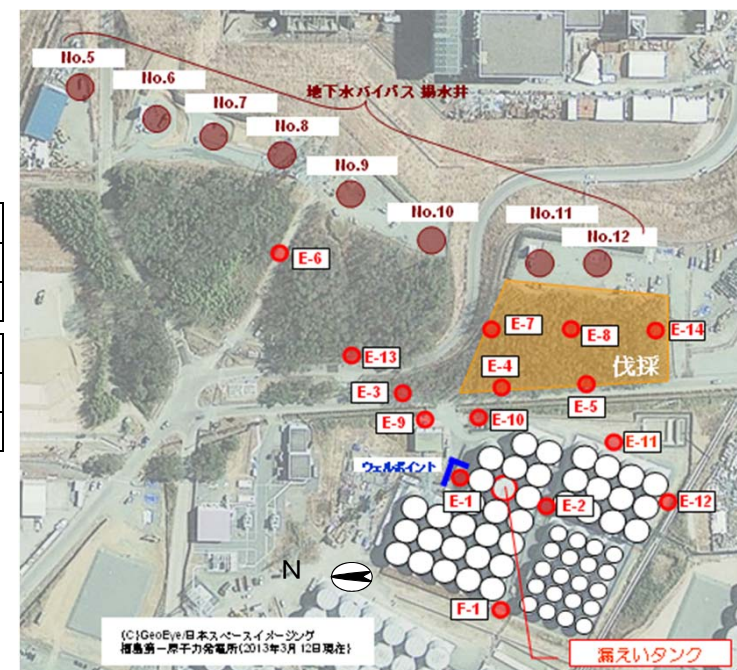 No.5
No.6
No.7
地下水バイパス 揚水井
No.8
No.9
No.10
No.11
No.12
E-6
E-7
E-8
E-14
E-13
伐採
E-4
E-3
E-5
E-9
E-10
E-11
ウェルポイント
E-1
E-2
E-12
N
F-1
(C)GeoEye/日本スペースイメージング
福島第一原子力発電所(2013年3月12日現在)
漏えいタンク